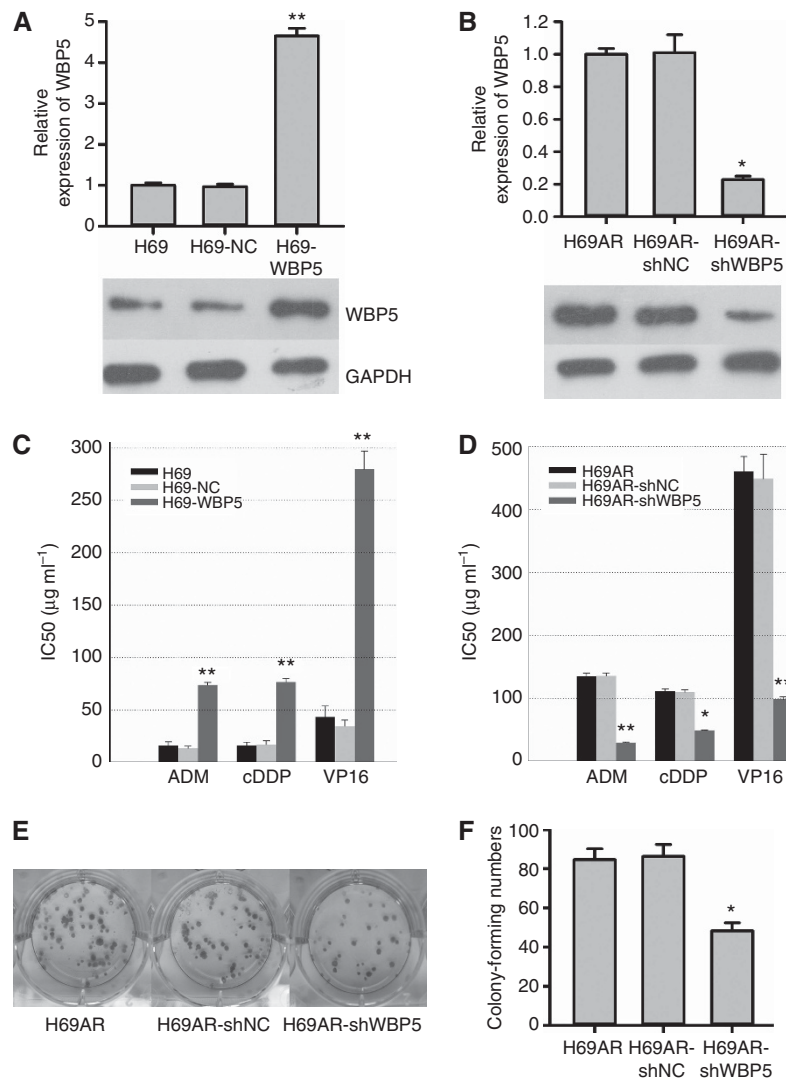 A
Relative
expression of WBP5
5
4
3
2
1
0
**
H69
H69-NC
H69-
WBP5
WBP5
GAPDH
B
Relative
expression of WBP5
1.2
1.0
0.8
0.6
0.4
0.2
0.0
*
H69AR
H69AR-
shNC
H69AR-
shWBP5
C
IC50 (µg ml−1)
300
250
200
150
100
50
0
H69
H69-NC
H69-WBP5
**
**
**
ADM
cDDP
VP16
D
IC50 (µg ml−1)
500
400
300
200
100
0
H69AR
H69AR-shNC
H69AR-shWBP5
**
*
**
ADM
cDDP
VP16
E
H69AR
H69AR-shNC
H69AR-shWBP5
F
Colony-forming numbers
100
80
60
40
20
0
*
H69AR
H69AR-
shNC
H69AR-
shWBP5